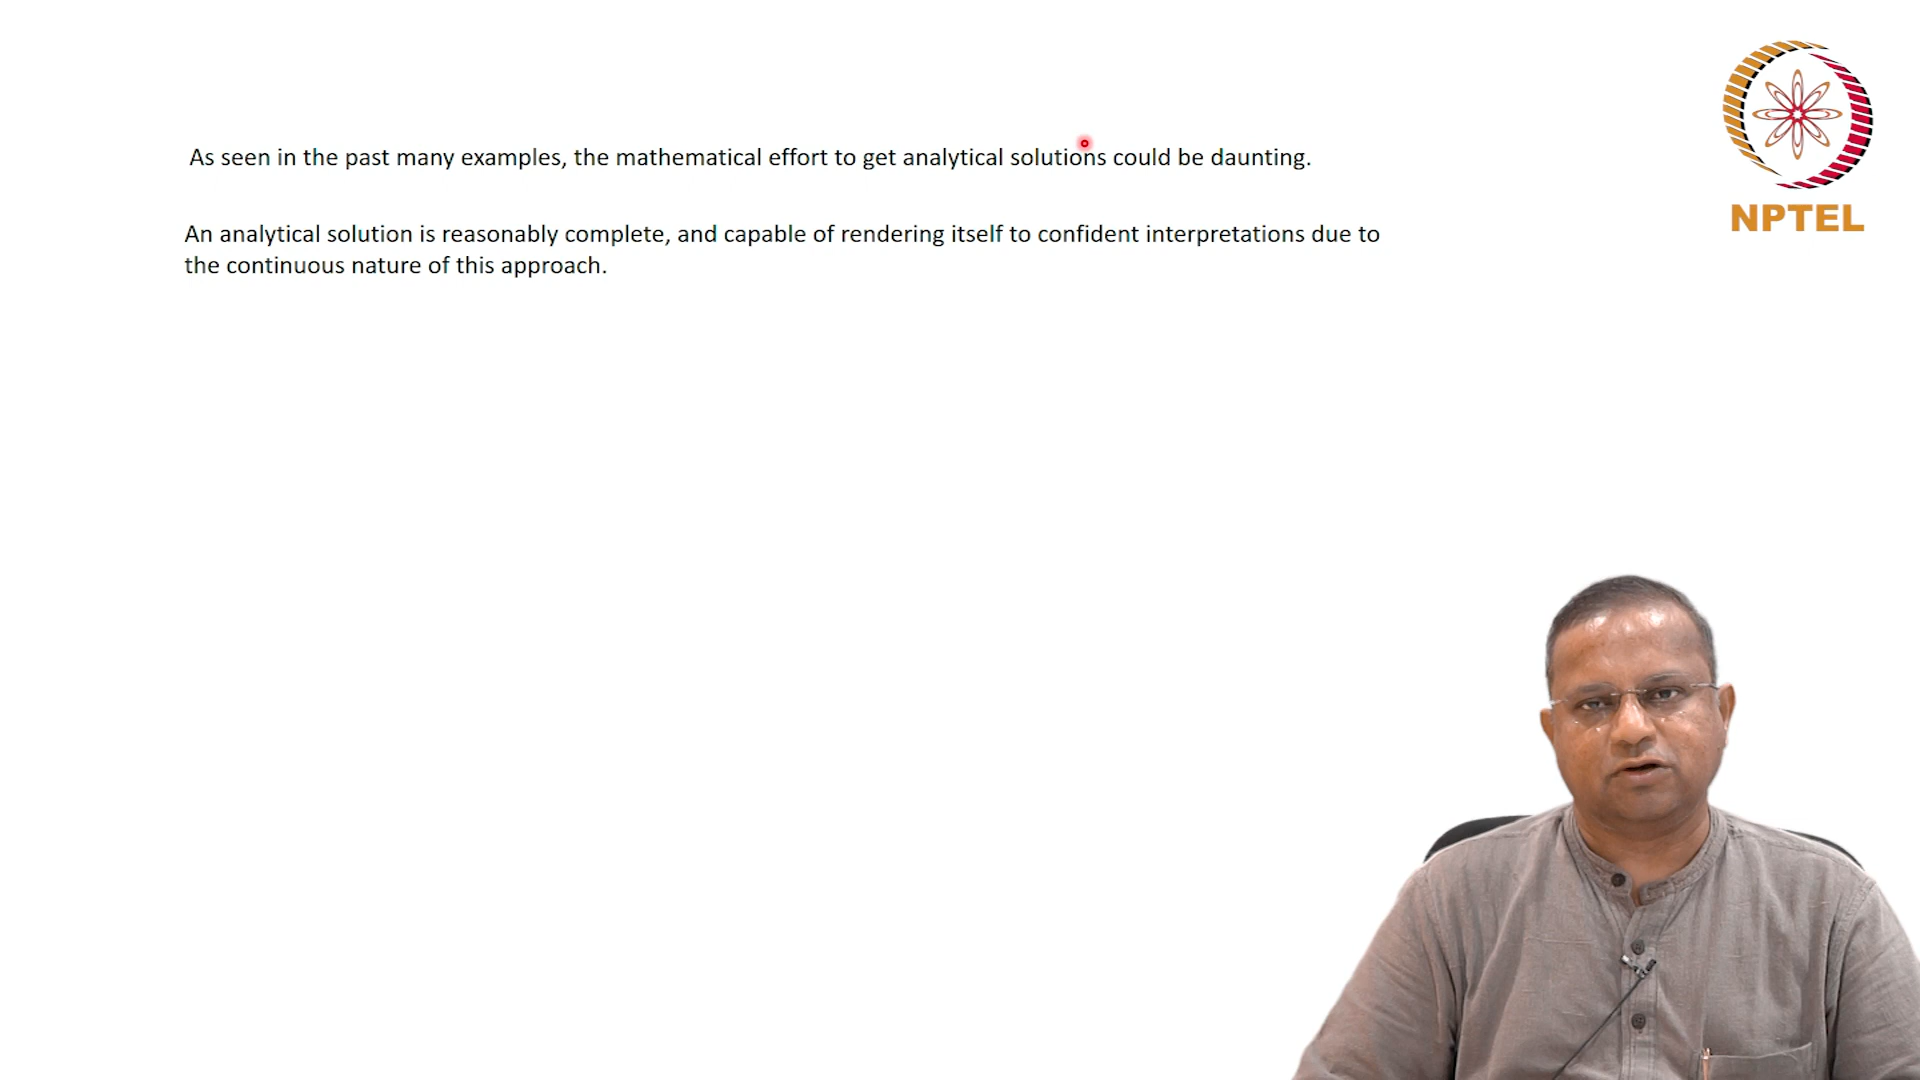 As seen in the past many examples, the mathematical effort to get analytical solutions could be daunting.
An analytical solution is reasonably complete, and capable of rendering itself to confident interpretations due to
the continuous nature of this approach.
NPTEL